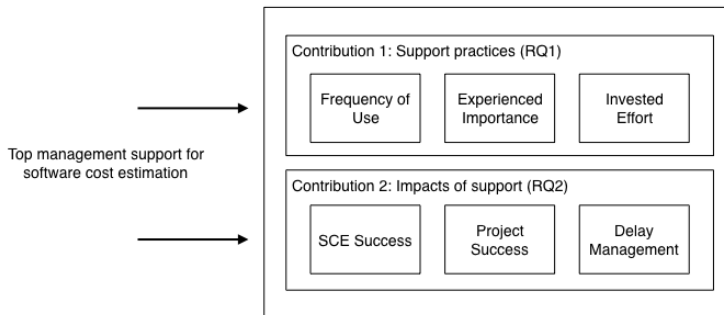 Contribution 1: Support practices (RQ1)
Frequency of
Use
Experienced
Importance
Invested
Effort
Top management support for
software cost estimation
Contribution 2: Impacts of support (RQ2)
SCE Success
Project
Success
Delay
Management